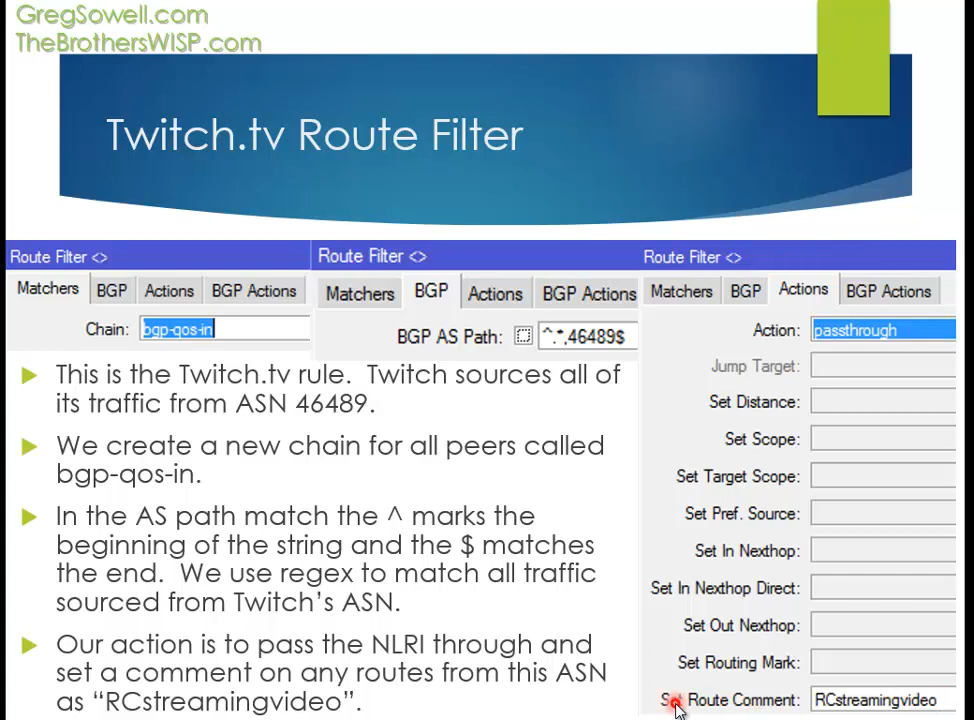 GregSowell.com
TheBrothersWISP.com
Twitch.tv Route Filter
Route Filter <>
Matchers BGP Actions BGP Actions
Chain: bgp-qos-in
Route Filter <>
Matchers BGP Actions BGP Actions
BGP AS Path: ^.*,46489$
Route Filter <>
Matchers BGP Actions BGP Actions
Action: passthrough
Jump Target:
Set Distance:
Set Scope:
Set Target Scope:
Set Pref. Source:
Set In Nexthop:
Set In Nexthop Direct:
Set Out Nexthop:
Set Routing Mark:
Set Route Comment: RCstreamingvideo
This is the Twitch.tv rule. Twitch sources all of
its traffic from ASN 46489.
We create a new chain for all peers called
bgp-qos-in.
In the AS path match the ^ marks the
beginning of the string and the $ matches
the end. We use regex to match all traffic
sourced from Twitch's ASN.
Our action is to pass the NLRI through and
set a comment on any routes from this ASN
as “RCstreamingvideo”.